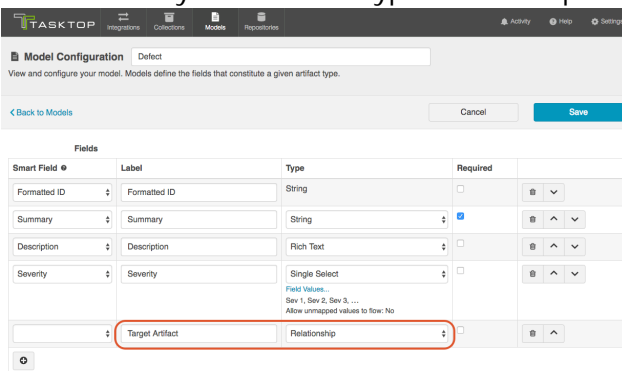 TASKTOP Integrations Collections Models Repositories Activity Help Settings
Model Configuration Defect
View and configure your model. Models define the fields that constitute a given artifact type.
Back to Models Cancel Save
Fields
Smart Field Label Type Required
Formatted ID Formatted ID String
Summary Summary String
Description Description Rich Text
Severity Severity Single Select
Field Values...
Sev 1, Sev 2, Sev 3, ...
Allow unmapped values to flow: No
Target Artifact Relationship